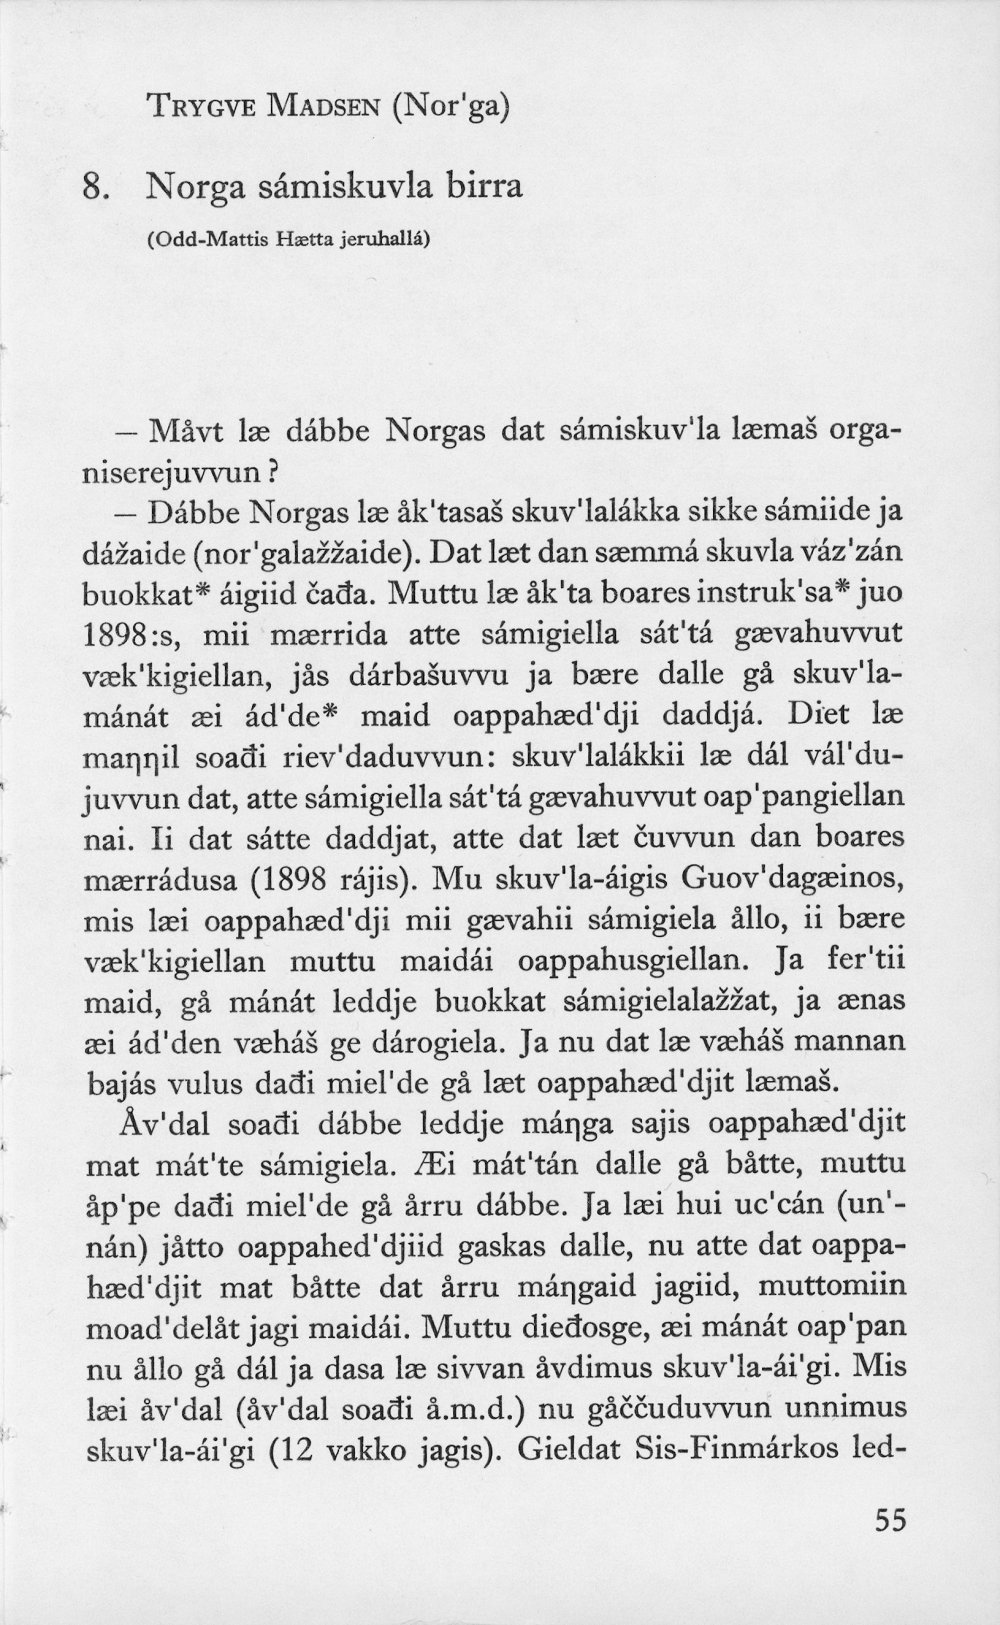 TRYGVE MADSEN (Nor'ga)
8. Norga sámiskuvla birra
(Odd-Mattis Hætta jeruhallá)
— Måvt læ dábbe Norgas dat sámiskuv'la læmaš orga-
niserejuvvun?
— Dábbe Norgas læ åk'tasaš skuv'lalákka sikke sámiide ja
dážaide (nor'galažžaide). Dat læt dan sæmmá skuvla váz'zán
buokkat* áigiid čađa. Muttu læ åk'ta boares instruk'sa* juo
1898:s, mii mærrida atte sámigiella sát'tá gævahuvvut
væk'kigiellan, jås dárbašuvvu ja bære dalle gå skuv'la-
mánát æi ád'de* maid oappahæd'dji daddjá. Diet læ
maŋŋil soađi riev'daduvvun: skuv'lalákkii læ dál vál'du-
juvvun dat, atte sámigiella sát'tá gævahuvvut oap'pangiellan
nai. Ii dat sátte daddjat, atte dat læt čuvvun dan boares
mærrádusa (1898 rájis). Mu skuv'la-áigis Guov'dagæinos,
mis læi oappahæd'dji mii gævahii sámigiela ållo, ii bære
væk'kigiellan muttu maidái oappahusgiellan. Ja fer'tii
maid, gå mánát leddje buokkat sámigielalažžat, ja ænas
æi ád'den væháš ge dárogiela. Ja nu dat læ væháš mannan
bajás vulus dađi miel'de gå læt oappahæd'djit læmaš.
Åv'dal soađi dábbe leddje máŋga sajis oappahæd'djit
mat mát'te sámigiela. Æi mát'tán dalle gå båtte, muttu
åp'pe dađi miel'de gå årru dábbe. Ja læi hui uc'cán (un'-
nán) jåtto oappahed'djiid gaskas dalle, nu atte dat oappa-
hæd'djit mat båtte dat årru máŋgaid jagiid, muttomiin
moad'delåt jagi maidái. Muttu dieđosge, æi mánát oap'pan
nu ållo gå dál ja dasa læ sivvan åvdimus skuv'la-ái'gi. Mis
læi åv'dal (åv'dal soađi å.m.d.) nu gåččuduvvun unnimus
skuv'la-ái'gi (12 vakko jagis). Gieldat Sis-Finmárkos led-
55